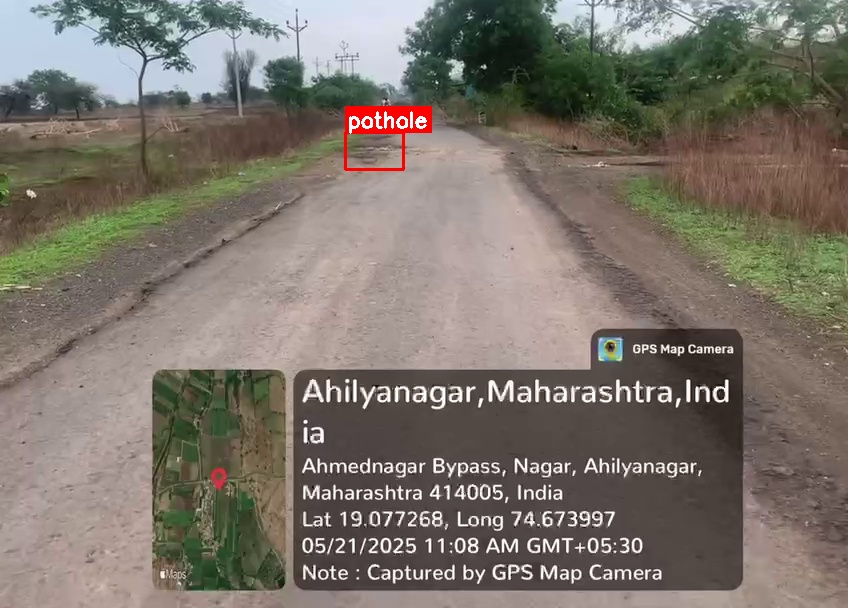 pothole
GPS Map Camera
Ahilyanagar,Maharashtra,Ind
ia
Ahmednagar Bypass, Nagar, Ahilyanagar,
Maharashtra 414005, India
Lat 19.077268, Long 74.673997
05/21/2025 11:08 AM GMT+05:30
Note : Captured by GPS Map Camera
Maps